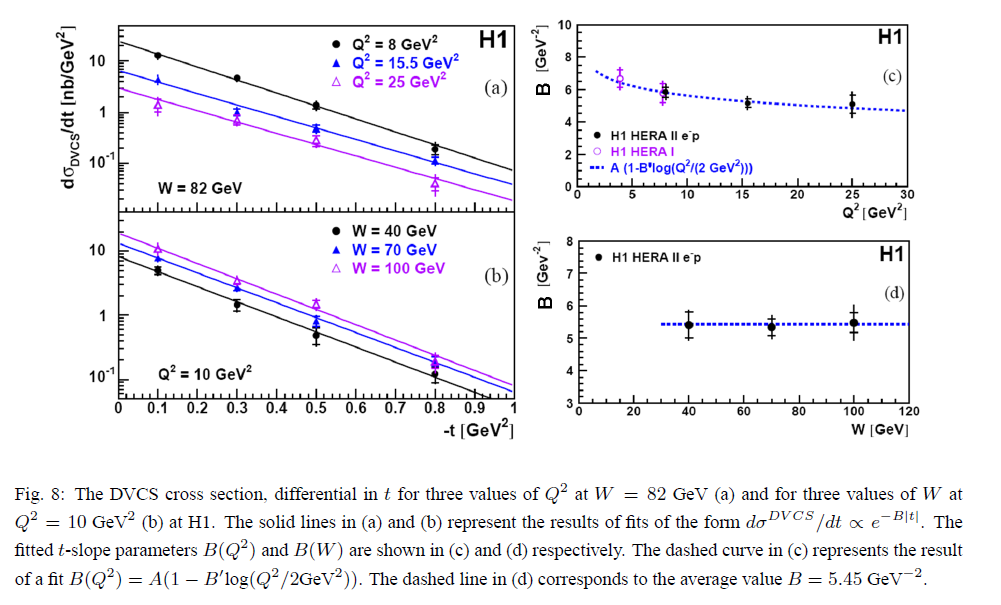 H1
dσ_DVCS/dt [nb/GeV²]
10
1
10⁻¹
Q² = 8 GeV²
Q² = 15.5 GeV²
Q² = 25 GeV²
(a)
W = 82 GeV
10
1
10⁻¹
W = 40 GeV
W = 70 GeV
W = 100 GeV
(b)
Q² = 10 GeV²
0 0.1 0.2 0.3 0.4 0.5 0.6 0.7 0.8 0.9 1
-t [GeV²]
B [GeV⁻²]
10
8
6
4
2
0
H1
(c)
H1 HERA II e⁻p
H1 HERA I
A (1-B'log(Q²/(2 GeV²)))
0 5 10 15 20 25 30
Q² [GeV²]
B [Gev⁻²]
8
7
6
5
4
3
H1 HERA II e⁻p
H1
(d)
0 20 40 60 80 100 120
W [GeV]
Fig. 8: The DVCS cross section, differential in t for three values of Q² at W = 82 GeV (a) and for three values of W at
Q² = 10 GeV² (b) at H1. The solid lines in (a) and (b) represent the results of fits of the form dσ^DVCS/dt ∝ e^−B|t|. The
fitted t-slope parameters B(Q²) and B(W) are shown in (c) and (d) respectively. The dashed curve in (c) represents the result
of a fit B(Q²) = A(1 − B′log(Q²/2GeV²)). The dashed line in (d) corresponds to the average value B = 5.45 GeV⁻².